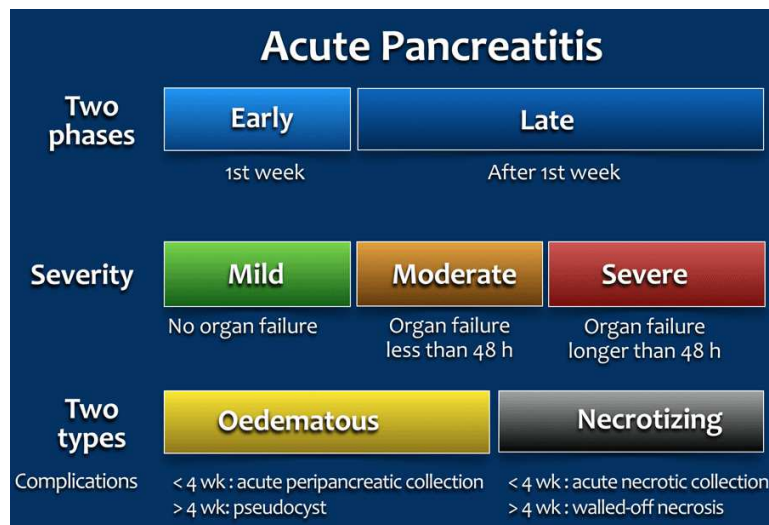 Acute Pancreatitis
Two
phases
Early
Late
1st week
After 1st week
Severity
Mild
Moderate
Severe
No organ failure
Organ failure
less than 48 h
Organ failure
longer than 48 h
Two
types
Oedematous
Necrotizing
Complications
< 4 wk : acute peripancreatic collection
> 4 wk: pseudocyst
< 4 wk : acute necrotic collection
> 4 wk : walled-off necrosis